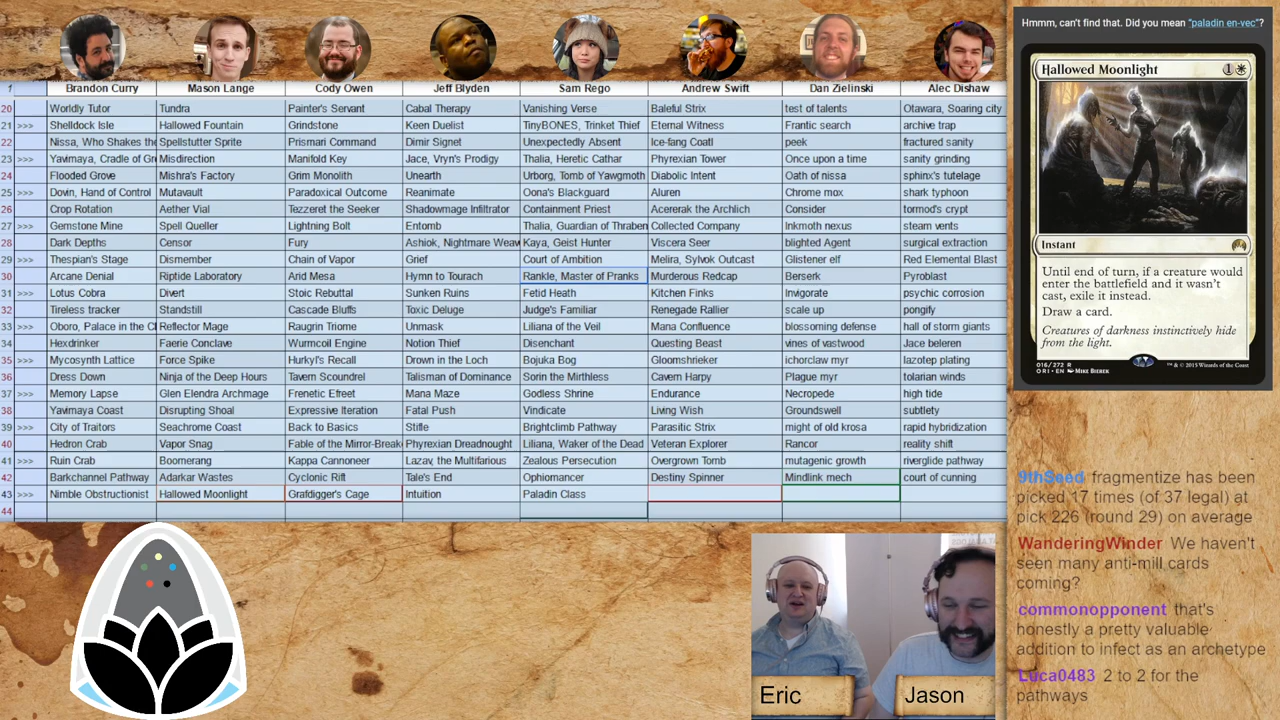 Brandon Curry Mason Lange Cody Owen Jeff Blyden Sam Rego Andrew Swift Dan Zielinski Alec Dishaw
20 Worldly Tutor Tundra Painter's Servant Cabal Therapy Vanishing Verse Baleful Strix test of talents Otawara, Soaring city
21 >>> Shelldock Isle Hallowed Fountain Grindstone Keen Duelist TinyBONES, Trinket Thief Eternal Witness Frantic search archive trap
22 Nissa, Who Shakes the Spellstutter Sprite Prismari Command Dimir Signet Unexpectedly Absent Ice-fang Coatl peek fractured sanity
23 >>> Yavimaya, Cradle of Gr Misdirection Manifold Key Jace, Vryn's Prodigy Thalia, Heretic Cathar Phyrexian Tower Once upon a time sanity grinding
24 Flooded Grove Mishra's Factory Grim Monolith Unearth Urborg, Tomb of Yawgmoth Diabolic Intent Oath of nissa sphinx's tutelage
25 >>> Dovin, Hand of Control Mutavault Paradoxical Outcome Reanimate Oona's Blackguard Aluren Chrome mox shark typhoon
26 Crop Rotation Aether Vial Tezzeret the Seeker Shadowmage Infiltrator Containment Priest Acererak the Archlich Consider tormod's crypt
27 >>> Gemstone Mine Spell Queller Lightning Bolt Entomb Thalia, Guardian of Thraben Collected Company Inkmoth nexus steam vents
28 Dark Depths Censor Fury Ashiok, Nightmare Weav Kaya, Geist Hunter Viscera Seer blighted Agent surgical extraction
29 >>> Thespian's Stage Dismember Chain of Vapor Grief Court of Ambition Melira, Sylvok Outcast Glistener elf Red Elemental Blast
30 Arcane Denial Riptide Laboratory Arid Mesa Hymn to Tourach Rankle, Master of Pranks Murderous Redcap Berserk Pyroblast
31 >>> Lotus Cobra Divert Stoic Rebuttal Sunken Ruins Fetid Heath Kitchen Finks Invigorate psychic corrosion
32 Tireless tracker Standstill Cascade Bluffs Toxic Deluge Judge's Familiar Renegade Rallier scale up pongify
33 >>> Oboro, Palace in the Cl Reflector Mage Raugrin Triome Unmask Liliana of the Veil Mana Confluence blossoming defense hall of storm giants
34 Hexdrinker Faerie Conclave Wurmcoil Engine Notion Thief Disenchant Questing Beast vines of vastwood Jace beleren
35 >>> Mycosynth Lattice Force Spike Hurkyl's Recall Drown in the Loch Bojuka Bog Gloomshrieker ichorclaw myr lazotep plating
36 Dress Down Ninja of the Deep Hours Tavern Scoundrel Talisman of Dominance Sorin the Mirthless Cavern Harpy Plague myr tolarian winds
37 >>> Memory Lapse Glen Elendra Archmage Frenetic Efreet Mana Maze Godless Shrine Endurance Necropede high tide
38 Yavimaya Coast Disrupting Shoal Expressive Iteration Fatal Push Vindicate Living Wish Groundswell subtlety
39 >>> City of Traitors Seachrome Coast Back to Basics Stifle Brightclimb Pathway Parasitic Strix might of old krosa rapid hybridization
40 Hedron Crab Vapor Snag Fable of the Mirror-Break Phyrexian Dreadnought Liliana, Waker of the Dead Veteran Explorer Rancor reality shift
41 >>> Ruin Crab Boomerang Kappa Cannoneer Lazav, the Multifarious Zealous Persecution Overgrown Tomb mutagenic growth riverglide pathway
42 Barkchannel Pathway Adarkar Wastes Cyclonic Rift Tale's End Ophiomancer Destiny Spinner Mindlink mech court of cunning
43 >>> Nimble Obstructionist Hallowed Moonlight Grafdigger's Cage Intuition Paladin Class
44
Hmmm, can't find that. Did you mean "paladin en-vec"?
Hallowed Moonlight 1
Instant
Until end of turn, if a creature would
enter the battlefield and it wasn't
cast, exile it instead.
Draw a card.
Creatures of darkness instinctively hide
from the light.
016/272 R
ORI • EN Mike Bierek
™ & © 2015 Wizards of the Coast
9thSeed fragmentize has been
picked 17 times (of 37 legal) at
pick 226 (round 29) on average
WanderingWinder We haven't
seen many anti-mill cards
coming?
commonopponent that's
honestly a pretty valuable
addition to infect as an archetype
Luca0483 2 to 2 for the
pathways
Eric
Jason